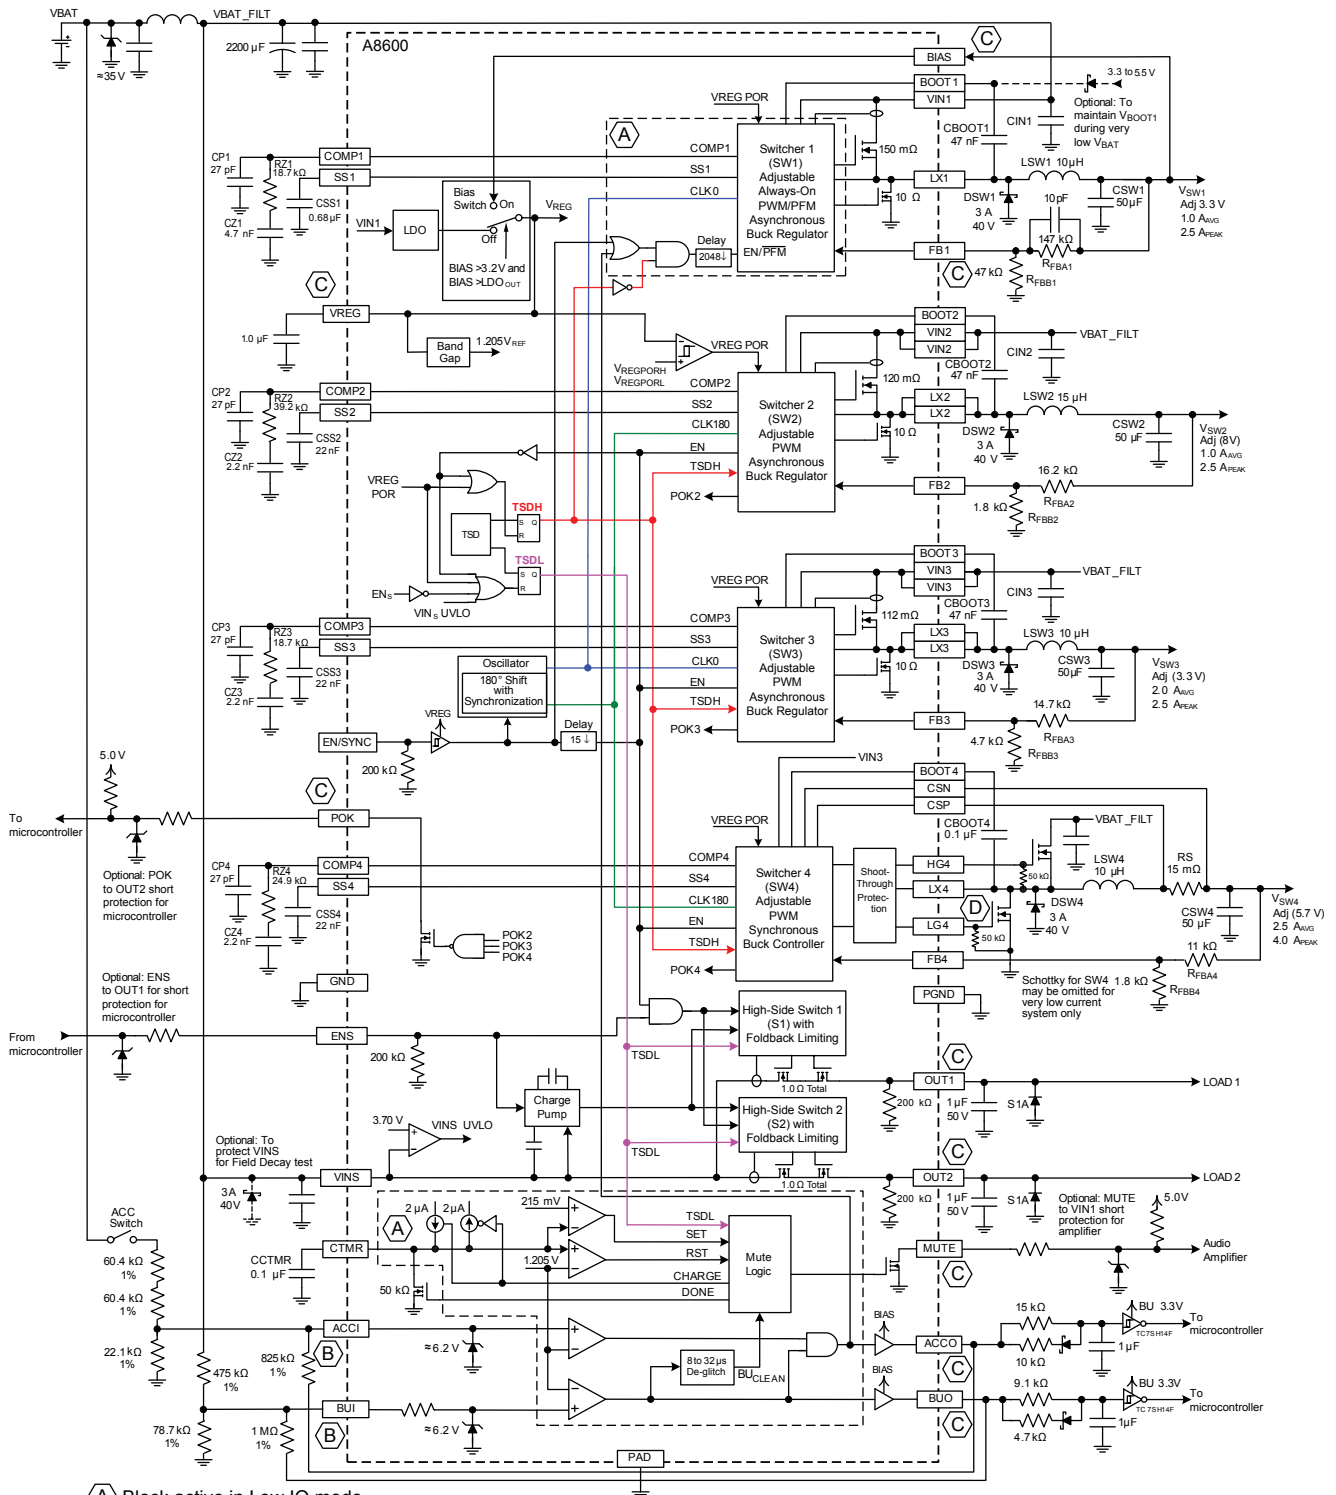 VBAT
VBAT_FILT
2200 µF
≈35 V
A8600
C
BIAS
BOOT1
VIN1
3.3 to 5.5 V
Optional: To
maintain VBOOT1
during very
low VBAT
CIN1
CBOOT1
47 nF
VREG POR
A
Switcher 1
(SW1)
Adjustable
Always-On
PWM/PFM
Asynchronous
Buck Regulator
COMP1
SS1
CLK0
EN/PFM
Delay
2048↓
150 mΩ
10 Ω
LX1
FB1
C
LSW1 10 µH
DSW1
3 A
40 V
10 pF
147 kΩ
RFBA1
47 kΩ
RFBB1
CSW1
50 µF
VSW1
Adj 3.3 V
1.0 AAVG
2.5 APEAK
CP1
27 pF
RZ1
18.7 kΩ
CSS1
0.68 µF
CZ1
4.7 nF
COMP1
SS1
VIN1
LDO
Bias
Switch
On
Off
BIAS >3.2V and
BIAS >LDOOUT
VREG
C
VREG
1.0 µF
Band
Gap
1.205 VREF
VREGPORH
VREGPORL
VREG POR
BOOT2
VIN2
VIN2
VBAT_FILT
CIN2
CBOOT2
47 nF
Switcher 2
(SW2)
Adjustable
PWM
Asynchronous
Buck Regulator
COMP2
SS2
CLK180
EN
TSDH
POK2
120 mΩ
10 Ω
LX2
LX2
FB2
LSW2 15 µH
DSW2
3 A
40 V
CSW2
50 µF
16.2 kΩ
RFBA2
1.8 kΩ
RFBB2
VSW2
Adj (8V)
1.0 AAVG
2.5 APEAK
CP2
27 pF
RZ2
39.2 kΩ
CSS2
22 nF
CZ2
2.2 nF
COMP2
SS2
VREG
POR
TSD
TSDH
S Q
R
TSDL
S Q
R
ENS
VINS UVLO
BOOT3
VIN3
VIN3
VBAT_FILT
CIN3
CBOOT3
47 nF
VREG POR
Switcher 3
(SW3)
Adjustable
PWM
Asynchronous
Buck Regulator
COMP3
SS3
CLK0
EN
TSDH
POK3
112 mΩ
10 Ω
LX3
LX3
FB3
LSW3 10 µH
DSW3
3 A
40 V
CSW3
50 µF
14.7 kΩ
RFBA3
4.7 kΩ
RFBB3
VSW3
Adj (3.3 V)
2.0 AAVG
2.5 APEAK
CP3
27 pF
RZ3
18.7 kΩ
CSS3
22 nF
CZ3
2.2 nF
COMP3
SS3
Oscillator
180° Shift
with
Synchronization
EN/SYNC
VREG
200 kΩ
Delay
15 ↓
5.0 V
C
POK
To
microcontroller
Optional: POK
to OUT2 short
protection for
microcontroller
VIN3
BOOT4
CSN
CSP
CBOOT4
0.1 µF
VBAT_FILT
VREG POR
Switcher 4
(SW4)
Adjustable
PWM
Synchronous
Buck Controller
COMP4
SS4
CLK180
EN
TSDH
POK4
Shoot-
Through
Protec-
tion
HG4
LX4
LG4
FB4
50 kΩ
D
50 kΩ
DSW4
3 A
40 V
LSW4
10 µH
RS
15 mΩ
CSW4
50 µF
VSW4
Adj (5.7 V)
2.5 AAVG
4.0 APEAK
11 kΩ
RFBA4
1.8 kΩ
RFBB4
Schottky for SW4
may be omitted for
very low current
system only
CP4
27 pF
RZ4
24.9 kΩ
CSS4
22 nF
CZ4
2.2 nF
COMP4
SS4
POK2
POK3
POK4
GND
PGND
Optional: ENS
to OUT1 for short
protection for
microcontroller
From
microcontroller
ENS
200 kΩ
Charge
Pump
High-Side Switch 1
(S1) with
Foldback Limiting
TSDL
1.0 Ω Total
C
OUT1
200 kΩ
1 µF
50 V
S1A
LOAD 1
High-Side Switch 2
(S2) with
Foldback Limiting
TSDL
1.0 Ω Total
C
OUT2
200 kΩ
1 µF
50 V
S1A
LOAD 2
3.70 V
VINS UVLO
Optional: To
protect VINS
for Field Decay test
VINS
3 A
40 V
ACC
Switch
60.4 kΩ
1%
60.4 kΩ
1%
22.1 kΩ
1%
CCTMR
0.1 µF
CTMR
A
2 µA
2 µA
215 mV
1.205 V
50 kΩ
TSDL
SET
RST
CHARGE
DONE
Mute
Logic
MUTE
C
Optional: MUTE
to VIN1 short
protection for
amplifier
5.0V
Audio
Amplifier
ACCI
B
≈6.2 V
825 kΩ
1%
475 kΩ
1%
8 to 32 µs
De-glitch
BUCLEAN
BIAS
ACCO
C
15 kΩ
10 kΩ
BU 3.3V
TC7SH14F
1 µF
To
microcontroller
BUI
B
≈6.2 V
78.7 kΩ
1%
1 MΩ
1%
BIAS
BUO
C
9.1 kΩ
4.7 kΩ
BU 3.3V
TC7SH14F
1µF
To
microcontroller
PAD
A Block active in Low IQ mode